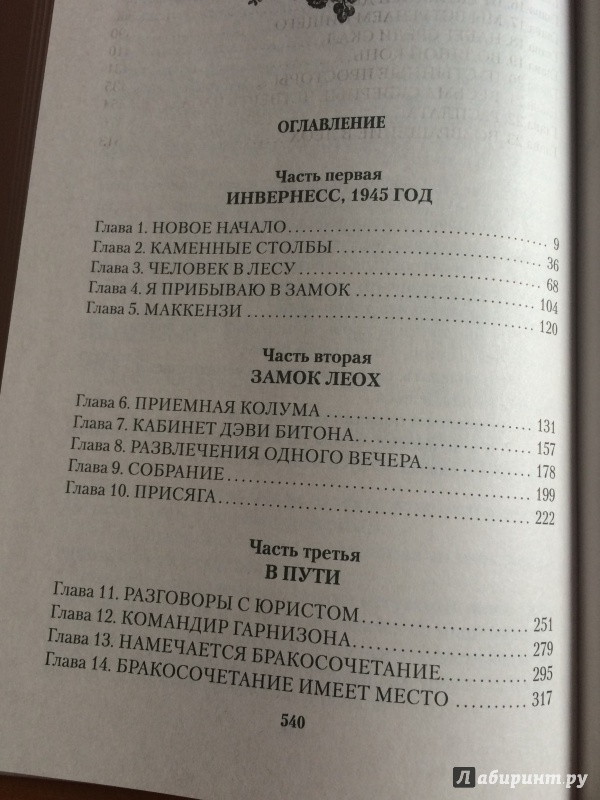 ОГЛАВЛЕНИЕ
Часть первая
ИНВЕРНЕСС, 1945 ГОД
Глава 1. НОВОЕ НАЧАЛО 9
Глава 2. КАМЕННЫЕ СТОЛБЫ 36
Глава 3. ЧЕЛОВЕК В ЛЕСУ 68
Глава 4. Я ПРИБЫВАЮ В ЗАМОК 104
Глава 5. МАККЕНЗИ 120
Часть вторая
ЗАМОК ЛЕОХ
Глава 6. ПРИЕМНАЯ КОЛУМА 131
Глава 7. КАБИНЕТ ДЭВИ БИТОНА 157
Глава 8. РАЗВЛЕЧЕНИЯ ОДНОГО ВЕЧЕРА 178
Глава 9. СОБРАНИЕ 199
Глава 10. ПРИСЯГА 222
Часть третья
В ПУТИ
Глава 11. РАЗГОВОРЫ С ЮРИСТОМ 251
Глава 12. КОМАНДИР ГАРНИЗОНА 279
Глава 13. НАМЕЧАЕТСЯ БРАКОСОЧЕТАНИЕ 295
Глава 14. БРАКОСОЧЕТАНИЕ ИМЕЕТ МЕСТО 317
540
Лабиринт.ру